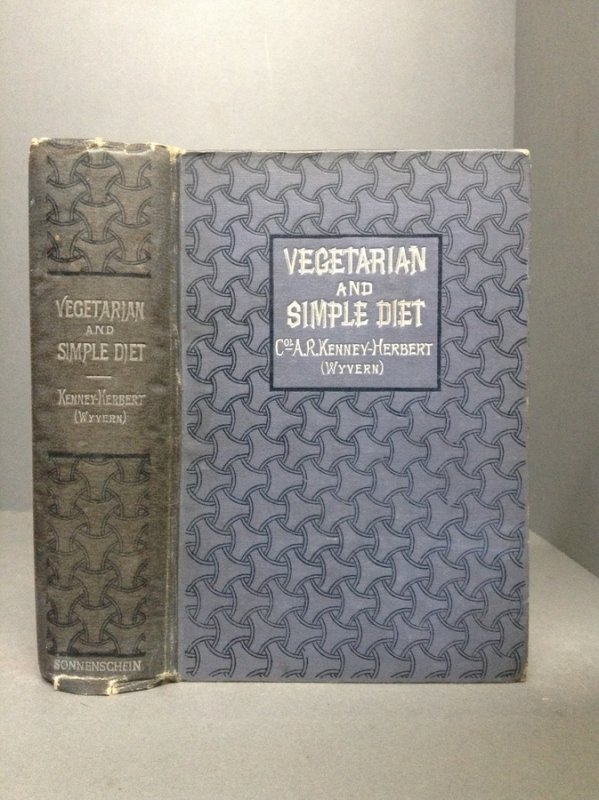 VEGETARIAN
AND
SIMPLE DIET
KENNEY-HERBERT
(WYVERN)
SONNENSCHEIN
VEGETARIAN
AND
SIMPLE DIET
COL. A.R. KENNEY-HERBERT
(WYVERN)